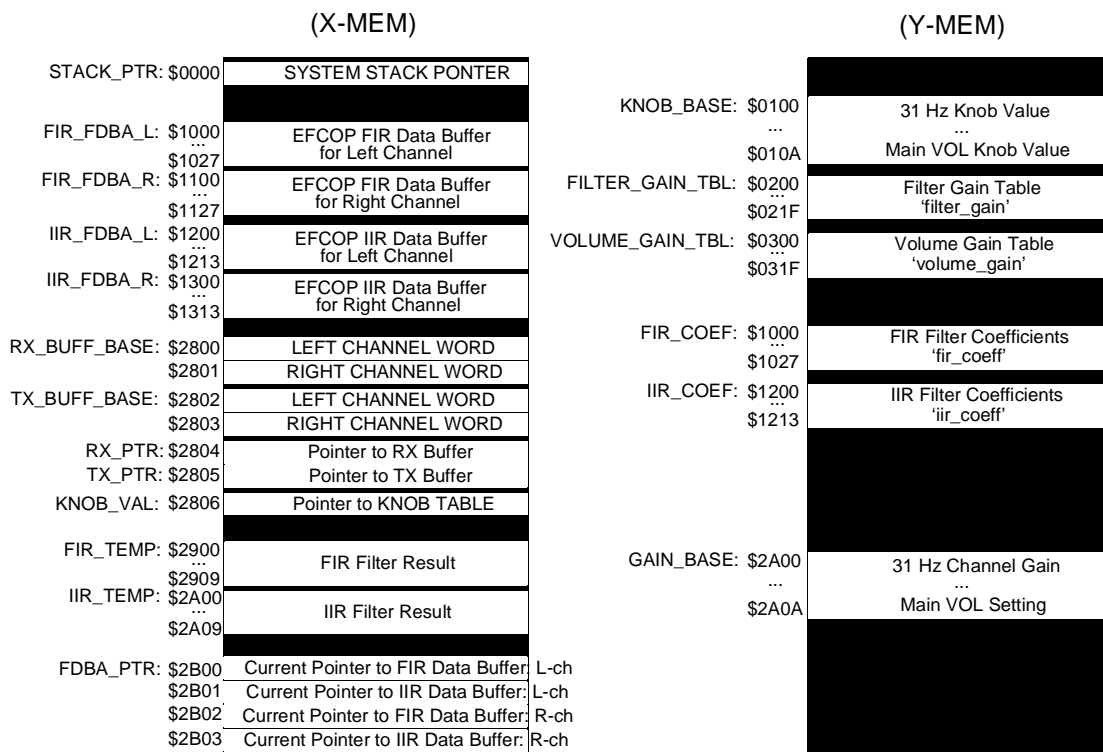 (X-MEM)
STACK_PTR: $0000 SYSTEM STACK PONTER
FIR_FDBA_L: $1000
...
$1027
EFCOP FIR Data Buffer
for Left Channel
FIR_FDBA_R: $1100
...
$1127
EFCOP FIR Data Buffer
for Right Channel
IIR_FDBA_L: $1200
...
$1213
EFCOP IIR Data Buffer
for Left Channel
IIR_FDBA_R: $1300
...
$1313
EFCOP IIR Data Buffer
for Right Channel
RX_BUFF_BASE: $2800 LEFT CHANNEL WORD
$2801 RIGHT CHANNEL WORD
TX_BUFF_BASE: $2802 LEFT CHANNEL WORD
$2803 RIGHT CHANNEL WORD
RX_PTR: $2804 Pointer to RX Buffer
TX_PTR: $2805 Pointer to TX Buffer
KNOB_VAL: $2806 Pointer to KNOB TABLE
FIR_TEMP: $2900
...
$2909
FIR Filter Result
IIR_TEMP: $2A00
...
$2A09
IIR Filter Result
FDBA_PTR: $2B00 Current Pointer to FIR Data Buffer: L-ch
$2B01 Current Pointer to IIR Data Buffer: L-ch
$2B02 Current Pointer to FIR Data Buffer: R-ch
$2B03 Current Pointer to IIR Data Buffer: R-ch
(Y-MEM)
KNOB_BASE: $0100 31 Hz Knob Value
... ...
$010A Main VOL Knob Value
FILTER_GAIN_TBL: $0200
...
$021F
Filter Gain Table
‘filter_gain’
VOLUME_GAIN_TBL: $0300
...
$031F
Volume Gain Table
‘volume_gain’
FIR_COEF: $1000
...
$1027
FIR Filter Coefficients
‘fir_coeff’
IIR_COEF: $1200
...
$1213
IIR Filter Coefficients
‘iir_coeff’
GAIN_BASE: $2A00 31 Hz Channel Gain
... ...
$2A0A Main VOL Setting